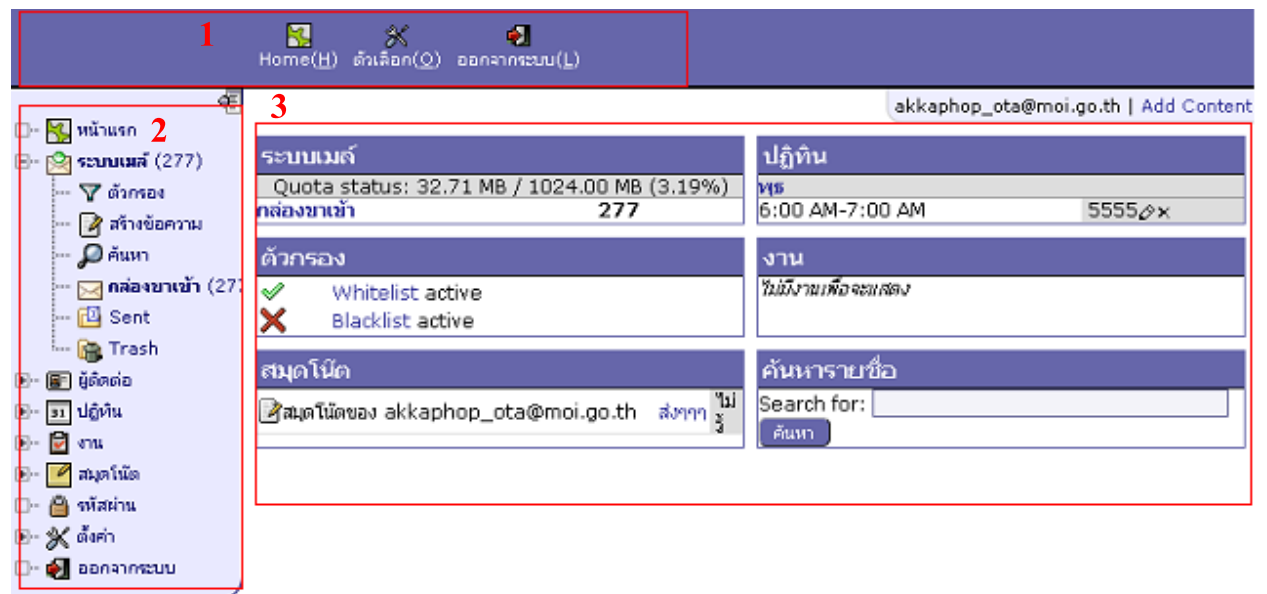 1
Home(H) ตัวเลือก(O) ออกจากระบบ(L)
akkaphop_ota@moi.go.th | Add Content
2
หน้าแรก
ระบบเมล์ (277)
ตัวกรอง
สร้างข้อความ
ค้นหา
กล่องขาเข้า (277
Sent
Trash
ผู้ติดต่อ
ปฏิทิน
งาน
สมุดโน๊ต
รหัสผ่าน
ตั้งค่า
ออกจากระบบ
3
ระบบเมล์
Quota status: 32.71 MB / 1024.00 MB (3.19%)
กล่องขาเข้า 277
ปฏิทิน
พุธ
6:00 AM-7:00 AM 5555
ตัวกรอง
Whitelist active
Blacklist active
งาน
ไม่มีงานเพื่อจะแสดง
สมุดโน๊ต
สมุดโน๊ตของ akkaphop_ota@moi.go.th ส่งๆๆๆ ไม่
ค้นหารายชื่อ
Search for:
ค้นหา